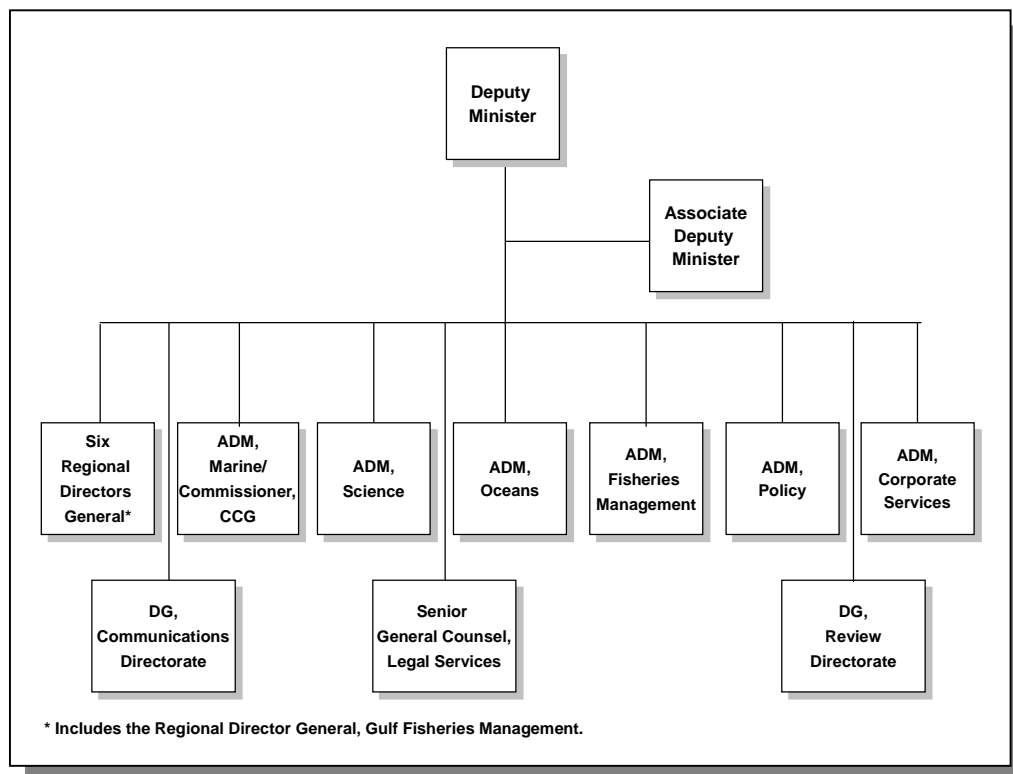 Deputy
Minister
Associate
Deputy
Minister
Six
Regional
Directors
General*
ADM,
Marine/
Commissioner,
CCG
ADM,
Science
ADM,
Oceans
ADM,
Fisheries
Management
ADM,
Policy
ADM,
Corporate
Services
DG,
Communications
Directorate
Senior
General Counsel,
Legal Services
DG,
Review
Directorate
* Includes the Regional Director General, Gulf Fisheries Management.